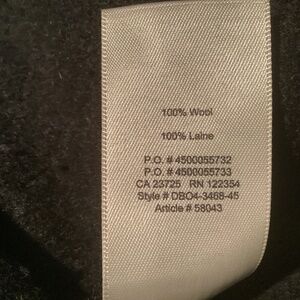 100% Wool
100% Laine
P.O. # 4500055732
P.O. # 4500055733
CA 23725 RN 122354
Style # DBO4-3468-45
Article # 58043